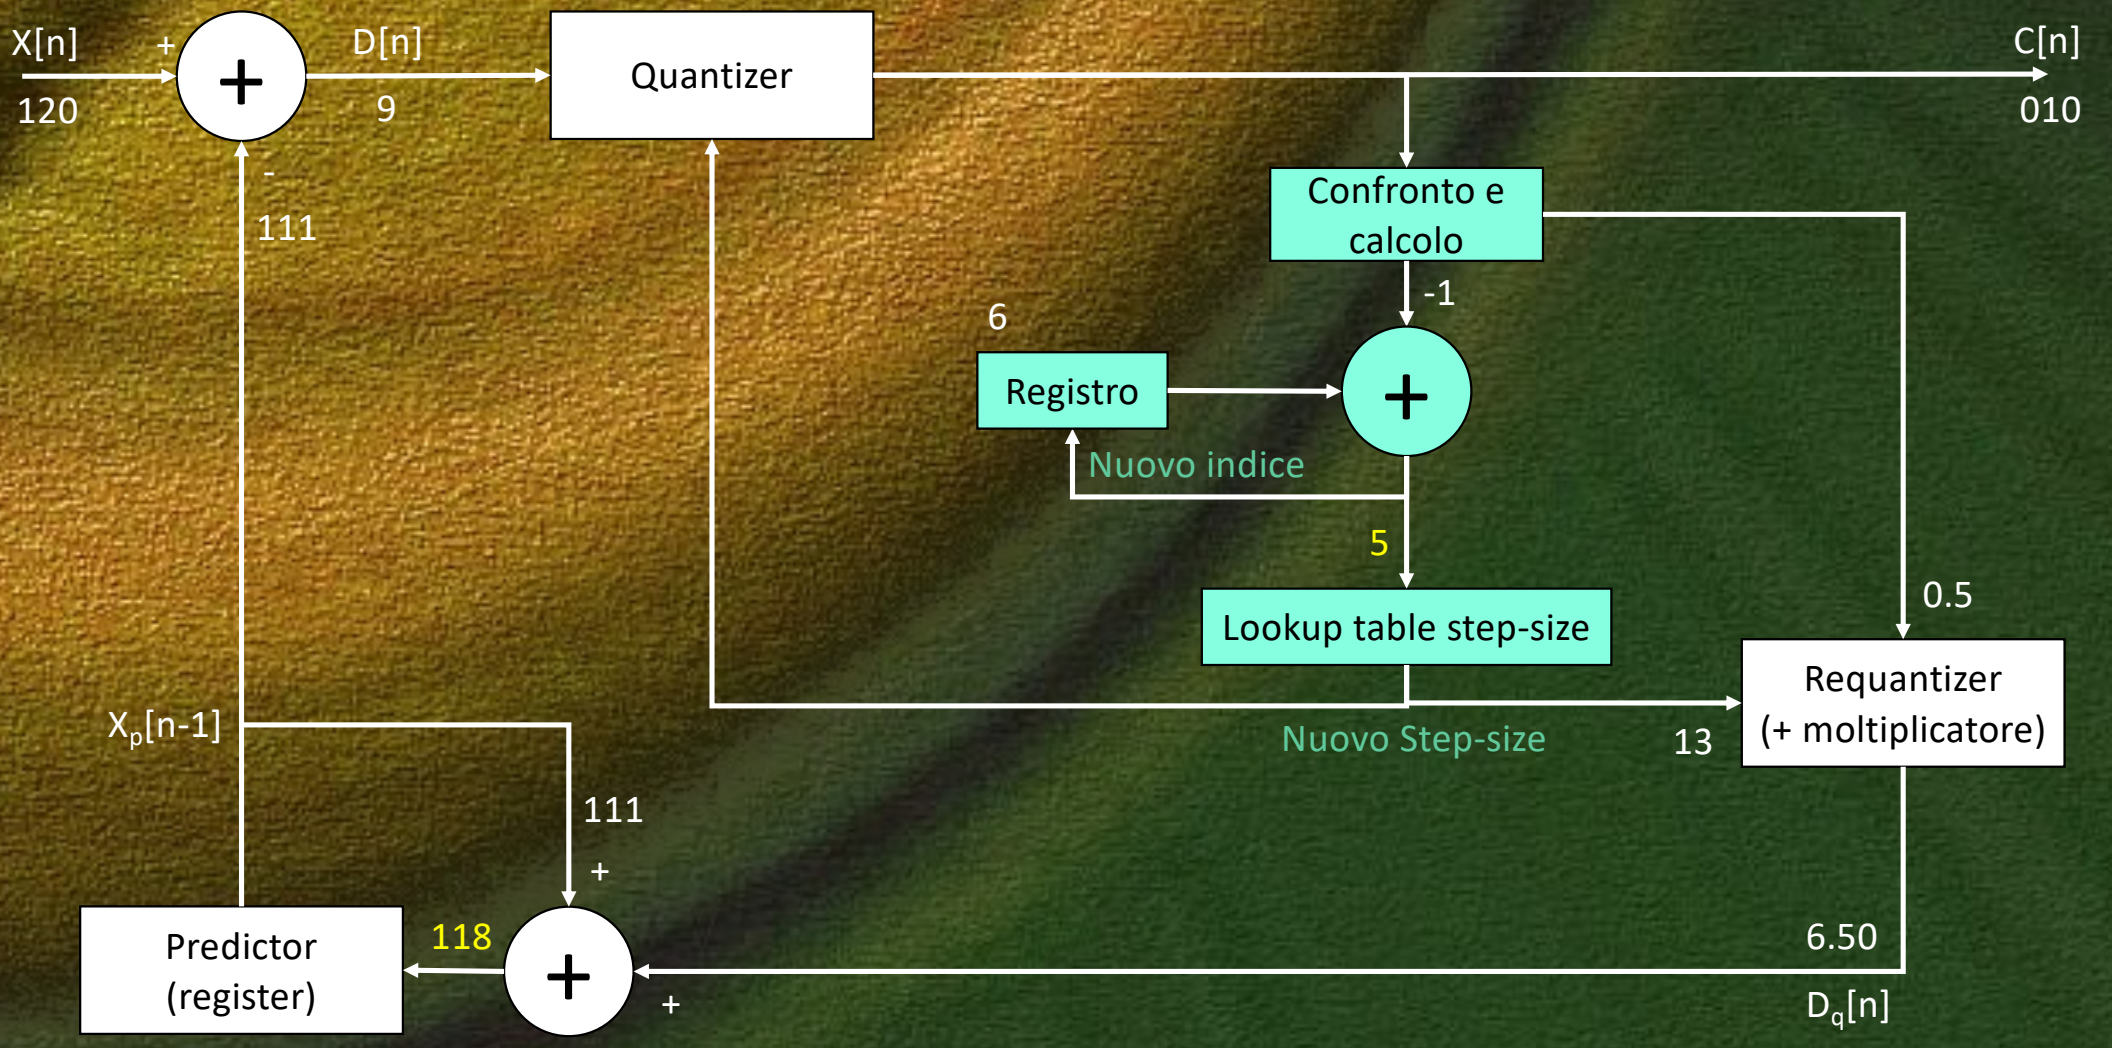 X[n]
+
D[n]
C[n]
+
Quantizer
120
9
010
-
111
Confronto e
calcolo
-1
6
Registro
+
Nuovo indice
5
0.5
Lookup table step-size
Requantizer
(+ moltiplicatore)
Xp[n-1]
Nuovo Step-size
13
111
+
Predictor
(register)
118
+
6.50
+
Dq[n]